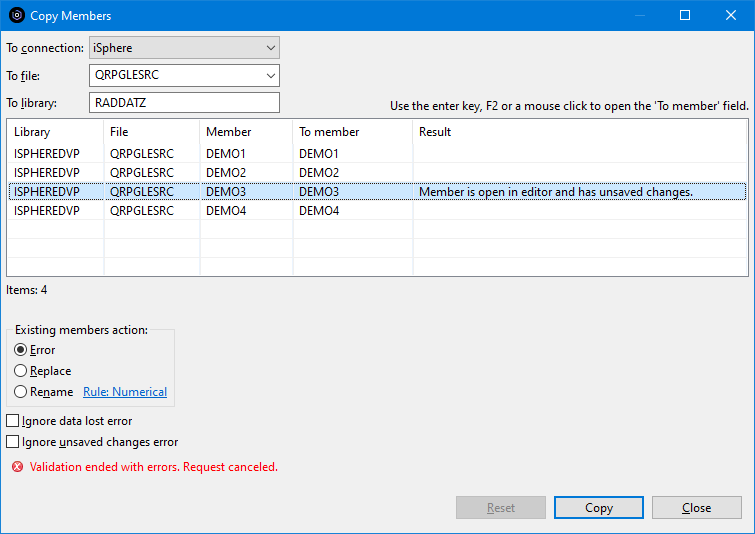 Copy Members
To connection: iSphere
To file: QRPGLESRC
To library: RADDATZ
Use the enter key, F2 or a mouse click to open the 'To member' field.
Library File Member To member Result
ISPHEREDVP QRPGLESRC DEMO1 DEMO1
ISPHEREDVP QRPGLESRC DEMO2 DEMO2
ISPHEREDVP QRPGLESRC DEMO3 DEMO3 Member is open in editor and has unsaved changes.
ISPHEREDVP QRPGLESRC DEMO4 DEMO4
Items: 4
Existing members action:
Error
Replace
Rename Rule: Numerical
Ignore data lost error
Ignore unsaved changes error
Validation ended with errors. Request canceled.
Reset Copy Close